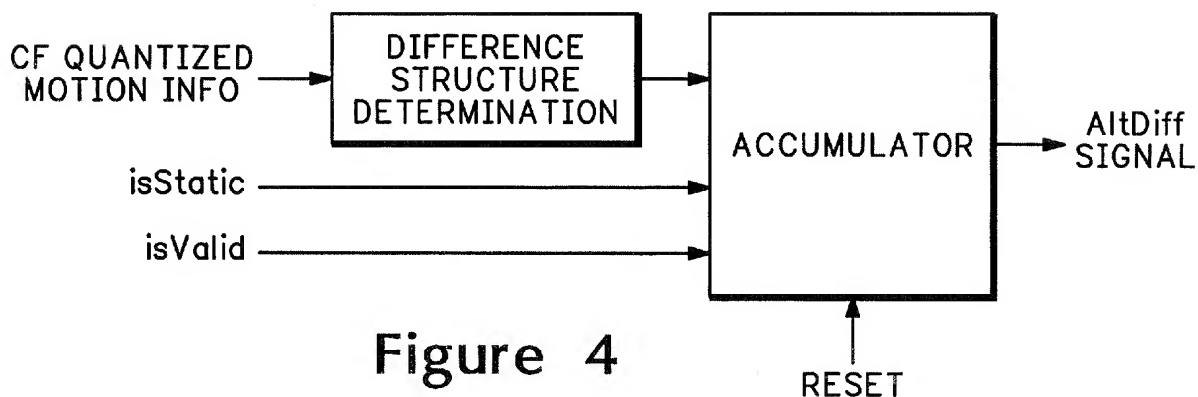 CF QUANTIZED
MOTION INFO
DIFFERENCE
STRUCTURE
DETERMINATION
ACCUMULATOR
AltDiff
SIGNAL
isStatic
isValid
RESET
Figure 4